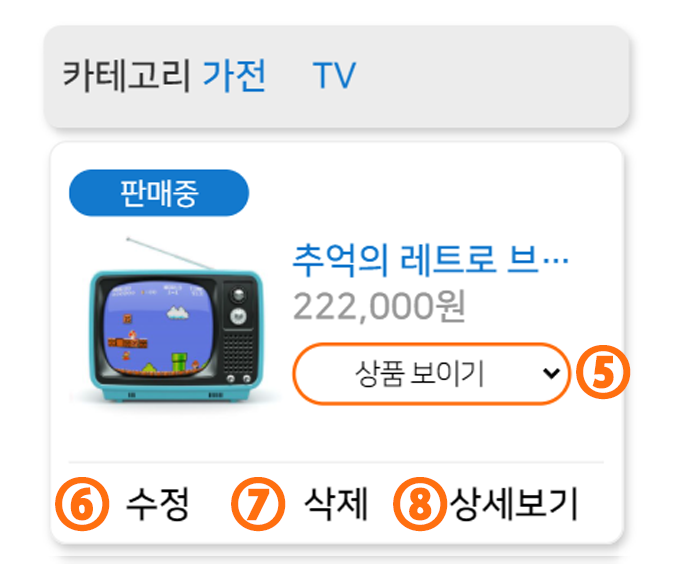 카테고리 가전 TV
판매중
추억의 레트로 브…
222,000원
상품 보이기 ⑤
⑥ 수정 ⑦ 삭제 ⑧ 상세보기